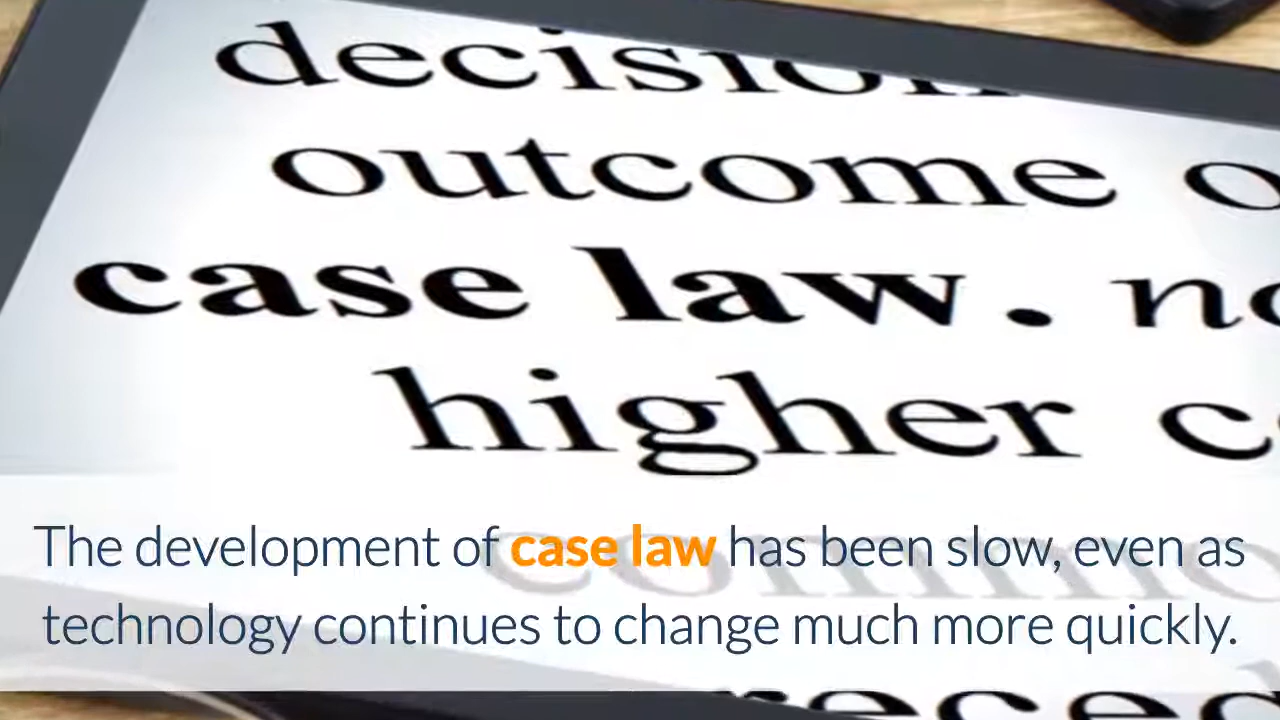 decision
outcome
case law.
higher
The development of case law has been slow, even as
technology continues to change much more quickly.